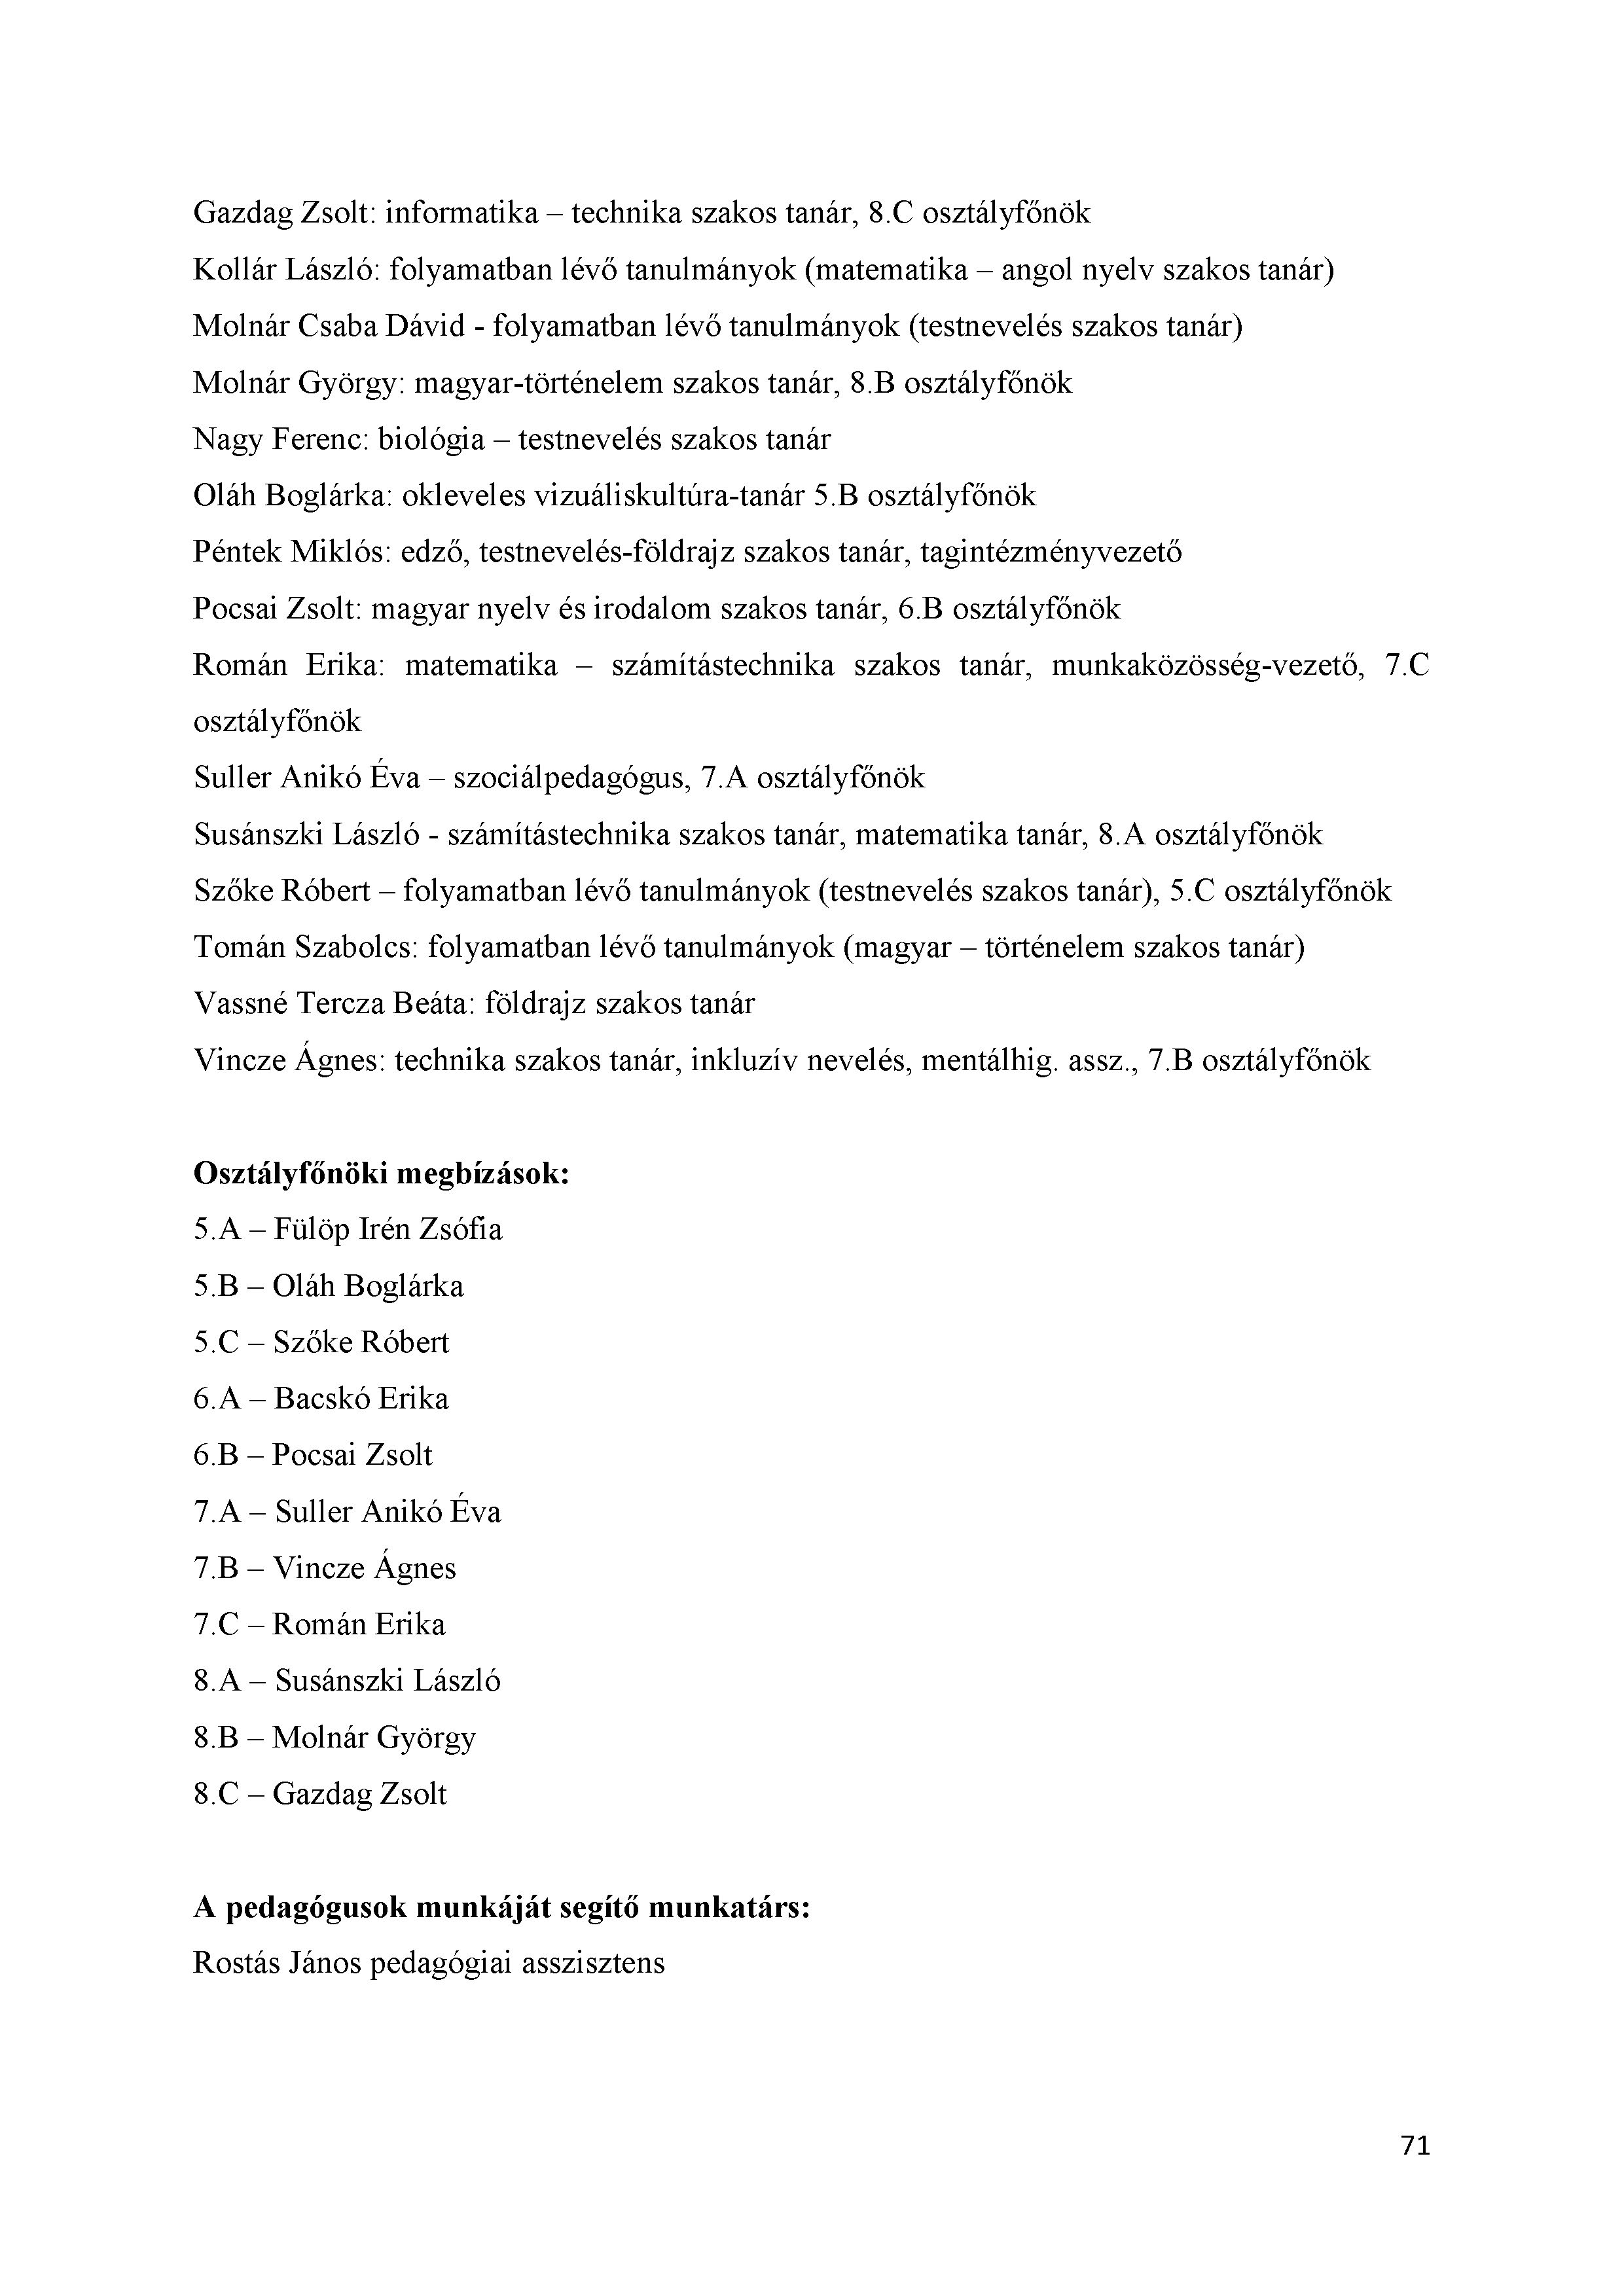 Gazdag Zsolt: informatika – technika szakos tanár, 8.C osztályfőnök
Kollár László: folyamatban lévő tanulmányok (matematika – angol nyelv szakos tanár)
Molnár Csaba Dávid - folyamatban lévő tanulmányok (testnevelés szakos tanár)
Molnár György: magyar-történelem szakos tanár, 8.B osztályfőnök
Nagy Ferenc: biológia – testnevelés szakos tanár
Oláh Boglárka: okleveles vizuáliskultúra-tanár 5.B osztályfőnök
Péntek Miklós: edző, testnevelés-földrajz szakos tanár, tagintézményvezető
Pocsai Zsolt: magyar nyelv és irodalom szakos tanár, 6.B osztályfőnök
Román Erika: matematika – számítástechnika szakos tanár, munkaközösség-vezető, 7.C
osztályfőnök
Suller Anikó Éva – szociálpedagógus, 7.A osztályfőnök
Susánszki László - számítástechnika szakos tanár, matematika tanár, 8.A osztályfőnök
Szőke Róbert – folyamatban lévő tanulmányok (testnevelés szakos tanár), 5.C osztályfőnök
Tomán Szabolcs: folyamatban lévő tanulmányok (magyar – történelem szakos tanár)
Vassné Tercza Beáta: földrajz szakos tanár
Vincze Ágnes: technika szakos tanár, inkluzív nevelés, mentálhig. assz., 7.B osztályfőnök
Osztályfőnöki megbízások:
5.A – Fülöp Irén Zsófia
5.B – Oláh Boglárka
5.C – Szőke Róbert
6.A – Bacskó Erika
6.B – Pocsai Zsolt
7.A – Suller Anikó Éva
7.B – Vincze Ágnes
7.C – Román Erika
8.A – Susánszki László
8.B – Molnár György
8.C – Gazdag Zsolt
A pedagógusok munkáját segítő munkatárs:
Rostás János pedagógiai asszisztens
71